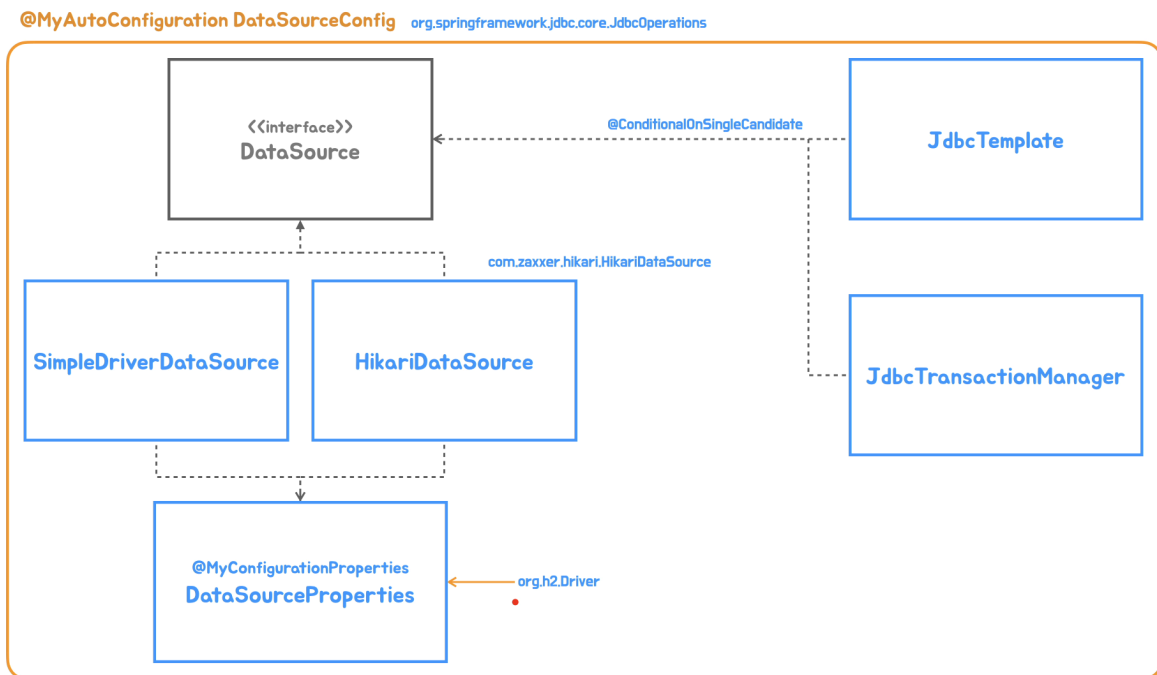 @MyAutoConfiguration DataSourceConfig org.springframework.jdbc.core.JdbcOperations
<<interface>>
DataSource
@ConditionalOnSingleCandidate
JdbcTemplate
com.zaxxer.hikari.HikariDataSource
SimpleDriverDataSource
HikariDataSource
JdbcTransactionManager
@MyConfigurationProperties
DataSourceProperties
org.h2.Driver